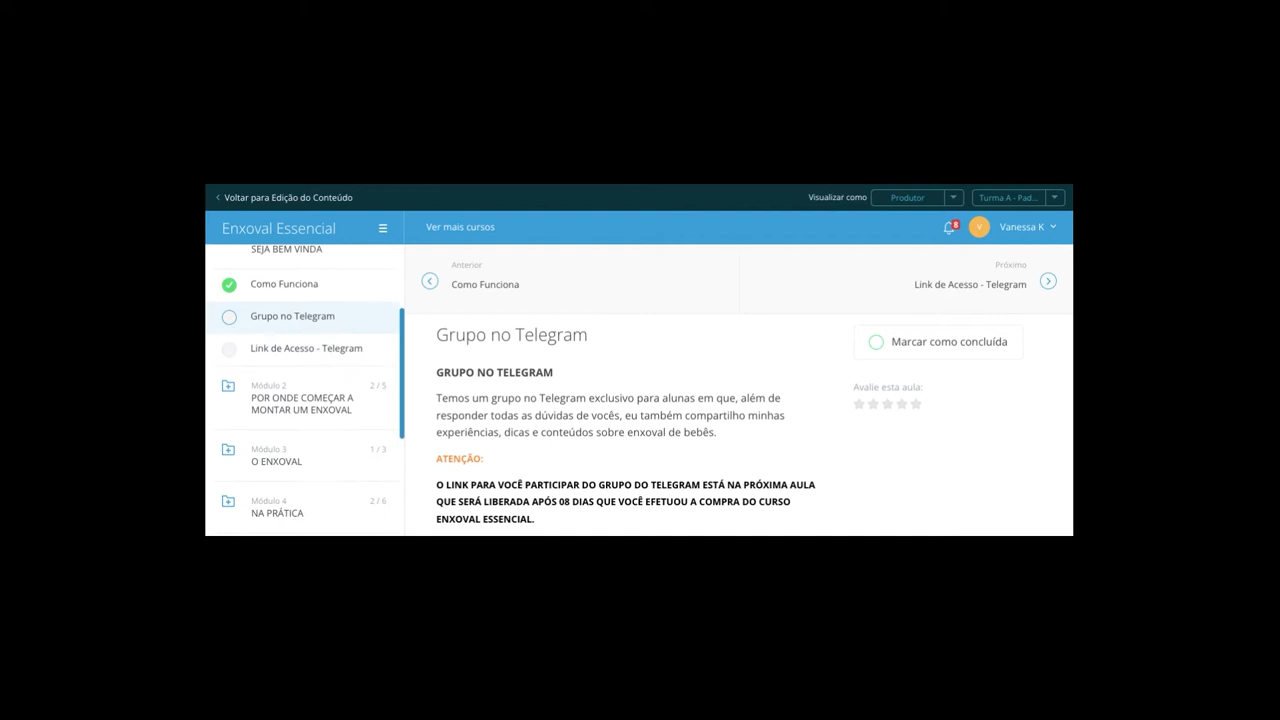 Voltar para Edição do Conteúdo
Visualizar como
Produtor
Turma A - Pad...
Enxoval Essencial
Ver mais cursos
8
V
Vanessa K
SEJA BEM VINDA
Como Funciona
Grupo no Telegram
Link de Acesso - Telegram
Módulo 2
2 / 5
POR ONDE COMEÇAR A
MONTAR UM ENXOVAL
Módulo 3
1 / 3
O ENXOVAL
Módulo 4
2 / 6
NA PRÁTICA
Anterior
Como Funciona
Próximo
Link de Acesso - Telegram
Grupo no Telegram
GRUPO NO TELEGRAM
Temos um grupo no Telegram exclusivo para alunas em que, além de
responder todas as dúvidas de vocês, eu também compartilho minhas
experiências, dicas e conteúdos sobre enxoval de bebês.
ATENÇÃO:
O LINK PARA VOCÊ PARTICIPAR DO GRUPO DO TELEGRAM ESTÁ NA PRÓXIMA AULA
QUE SERÁ LIBERADA APÓS 08 DIAS QUE VOCÊ EFETUOU A COMPRA DO CURSO
ENXOVAL ESSENCIAL.
Marcar como concluída
Avalie esta aula: